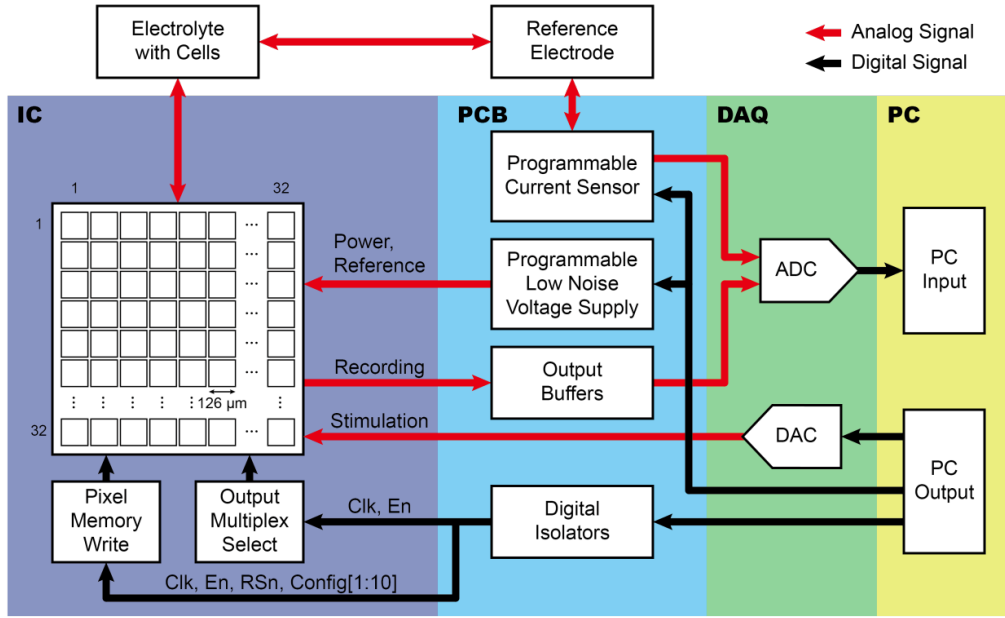 Electrolyte
with Cells
Reference
Electrode
Analog Signal
Digital Signal
IC
PCB
DAQ
PC
1
32
1
...
...
...
...
...
...
126 µm
32
...
Power,
Reference
Recording
Stimulation
Programmable
Current Sensor
Programmable
Low Noise
Voltage Supply
Output
Buffers
ADC
DAC
PC
Input
PC
Output
Pixel
Memory
Write
Output
Multiplex
Select
Clk, En
Digital
Isolators
Clk, En, RSn, Config[1:10]